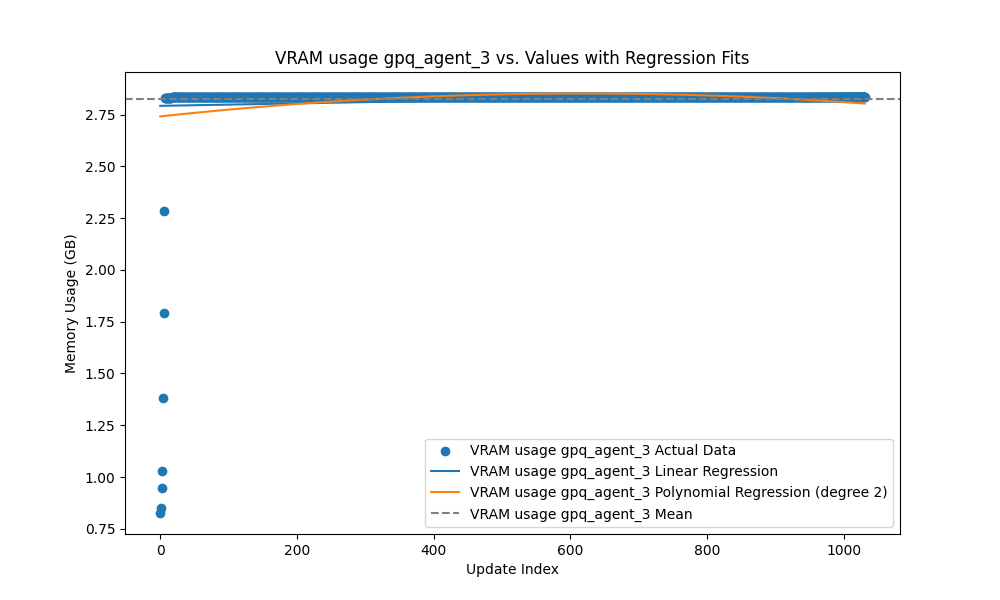 VRAM usage gpq_agent_3 vs. Values with Regression Fits
Memory Usage (GB)
2.75
2.50
2.25
2.00
1.75
1.50
1.25
1.00
0.75
VRAM usage gpq_agent_3 Actual Data
VRAM usage gpq_agent_3 Linear Regression
VRAM usage gpq_agent_3 Polynomial Regression (degree 2)
VRAM usage gpq_agent_3 Mean
0 200 400 600 800 1000
Update Index